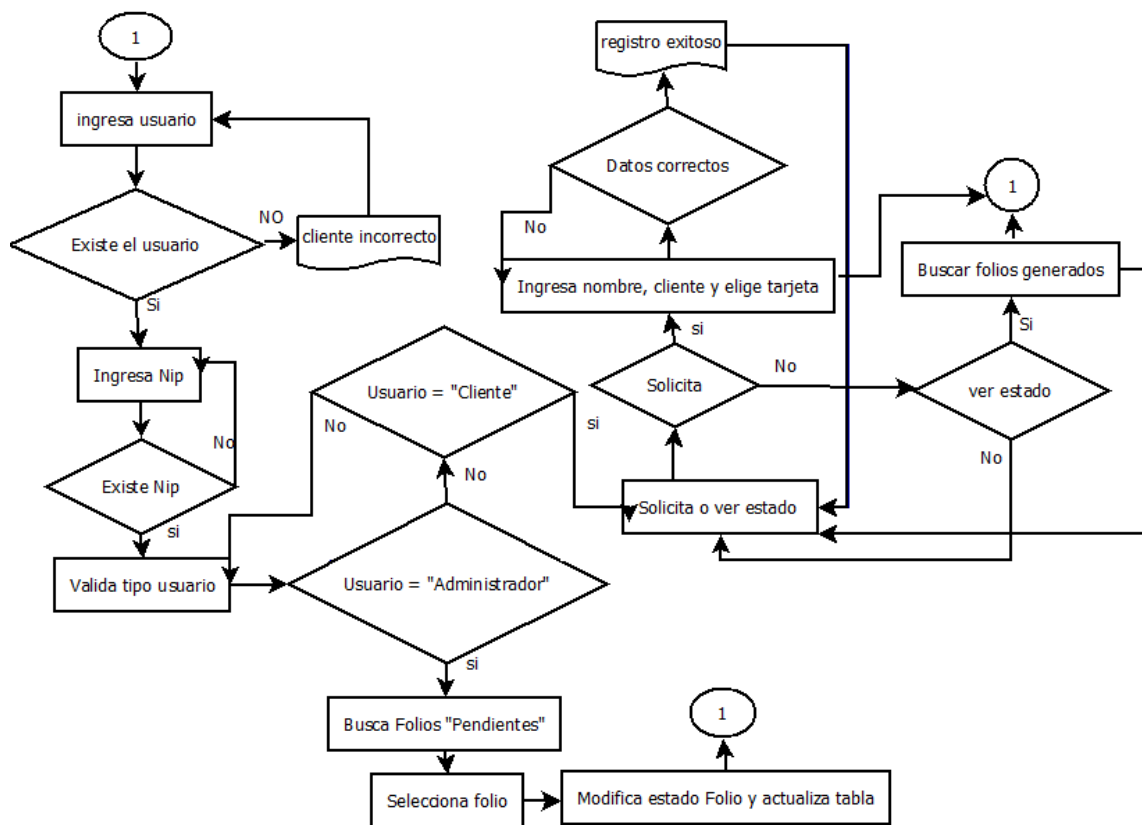 1
ingresa usuario
Existe el usuario
NO
cliente incorrecto
Si
Ingresa Nip
No
Existe Nip
si
Valida tipo usuario
Usuario = "Cliente"
No
si
No
Usuario = "Administrador"
si
Busca Folios "Pendientes"
Selecciona folio
Modifica estado Folio y actualiza tabla
1
registro exitoso
Datos correctos
No
Ingresa nombre, cliente y elige tarjeta
si
Solicita
No
Solicita o ver estado
1
Buscar folios generados
Si
ver estado
No